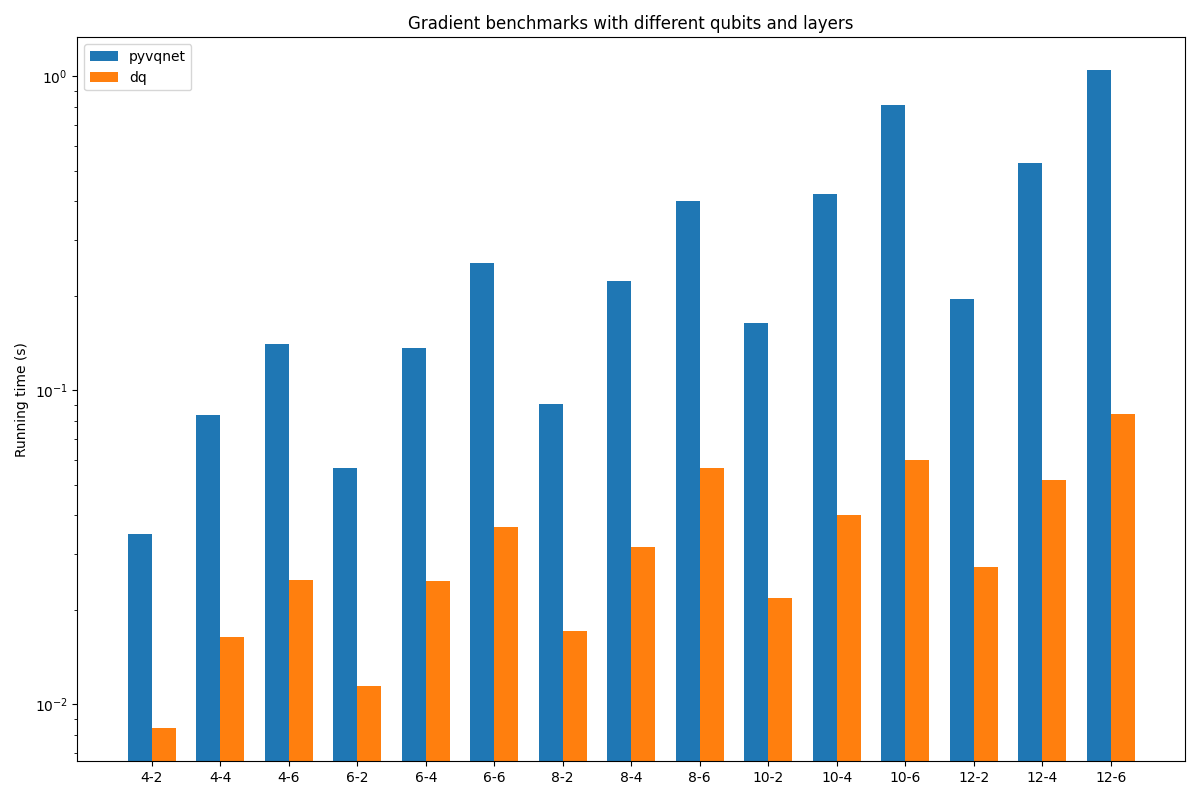 Gradient benchmarks with different qubits and layers
pyvqnet
dq
Running time (s)
10⁰
10⁻¹
10⁻²
4-2 4-4 4-6 6-2 6-4 6-6 8-2 8-4 8-6 10-2 10-4 10-6 12-2 12-4 12-6